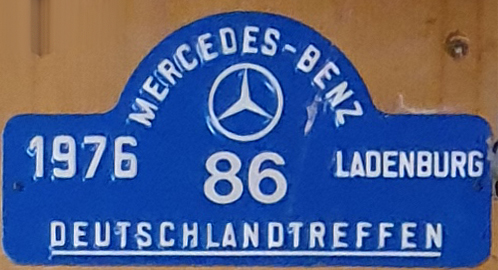 MERCEDES-BENZ
1976 86 LADENBURG
DEUTSCHLANDTREFFEN